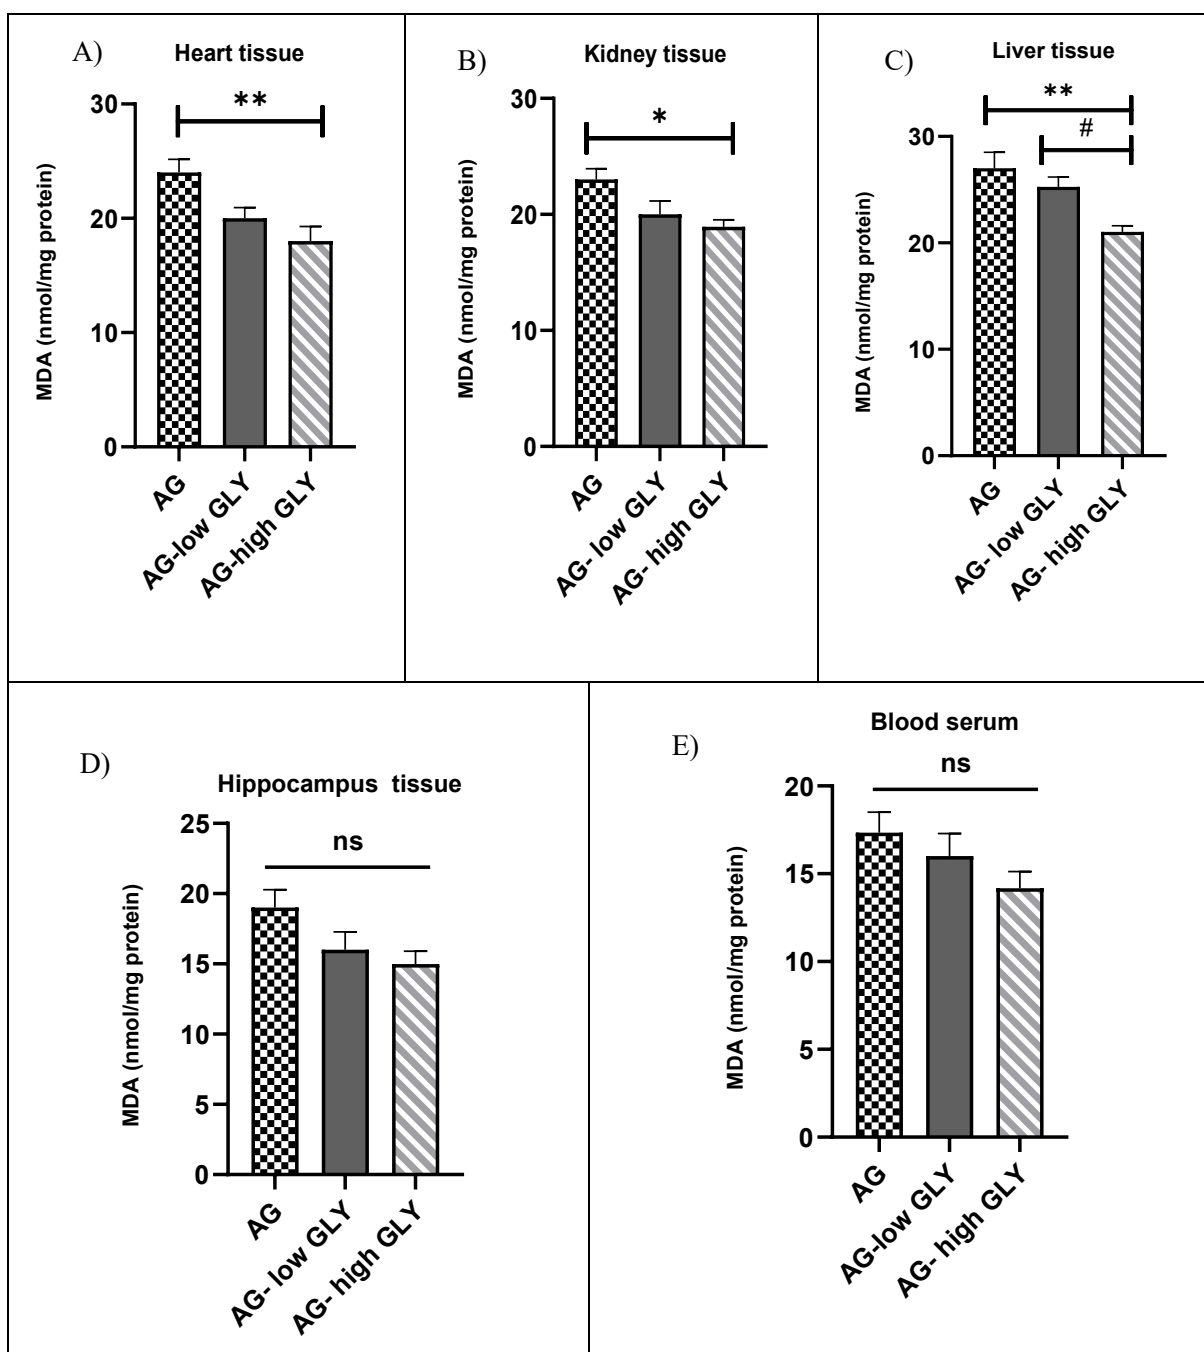 A)
Heart tissue
**
MDA (nmol/mg protein)
30
20
10
0
AG
AG-low GLY
AG-high GLY
B)
Kidney tissue
*
MDA (nmol/mg protein)
30
20
10
0
AG
AG- low GLY
AG- high GLY
C)
Liver tissue
**
#
MDA (nmol/mg protein)
30
20
10
0
AG
AG- low GLY
AG- high GLY
D)
Hippocampus tissue
ns
MDA (nmol/mg protein)
25
20
15
10
5
0
AG
AG- low GLY
AG- high GLY
E)
Blood serum
ns
MDA (nmol/mg protein)
20
15
10
5
0
AG
AG-low GLY
AG- high GLY